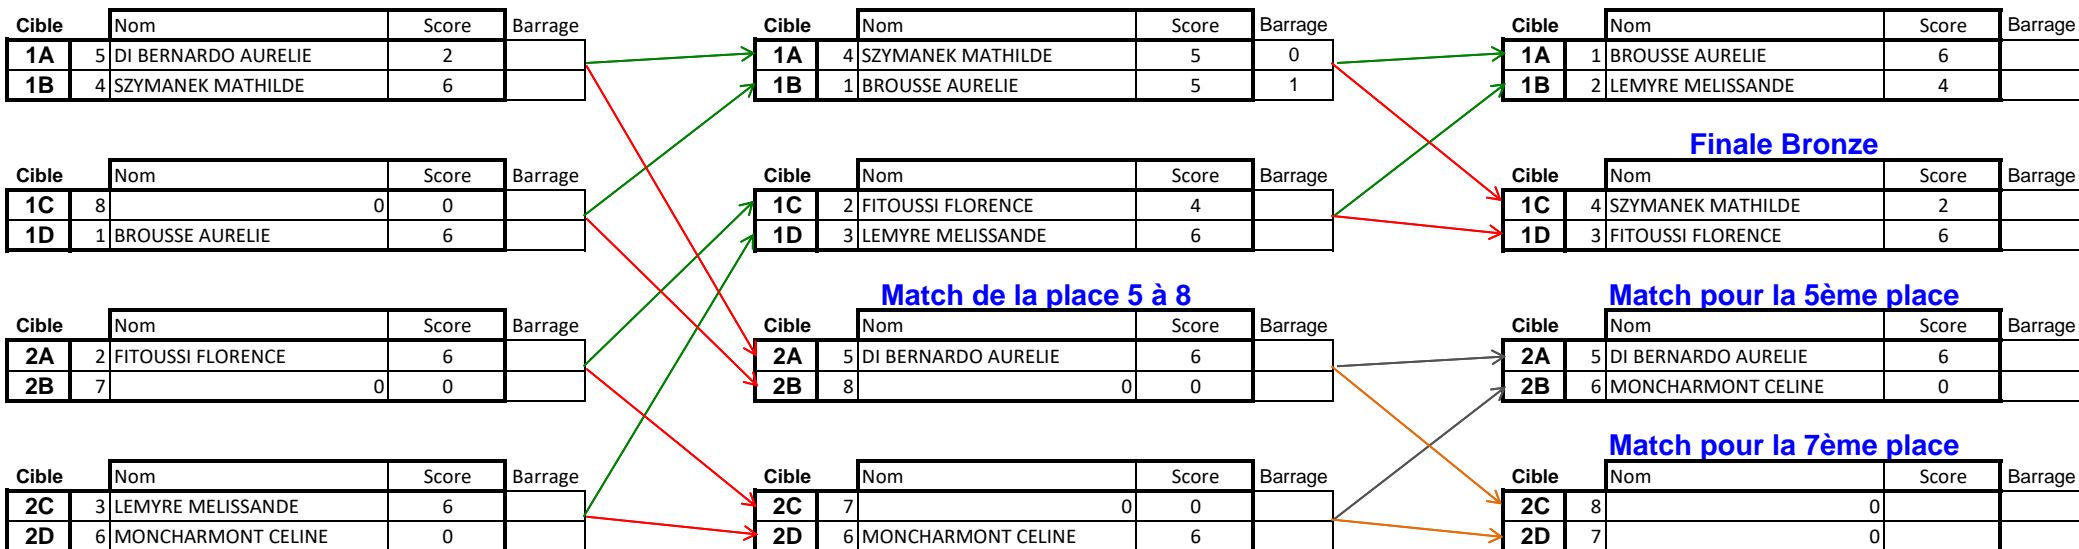 Cible Nom Score Barrage Cible Nom Score Barrage Cible Nom Score Barrage
1A 5 DI BERNARDO AURELIE 2 1A 4 SZYMANEK MATHILDE 5 0 1A 1 BROUSSE AURELIE 6
1B 4 SZYMANEK MATHILDE 6 1B 1 BROUSSE AURELIE 5 1 1B 2 LEMYRE MELISSANDE 4
Finale Bronze
Cible Nom Score Barrage Cible Nom Score Barrage Cible Nom Score Barrage
1C 8 0 0 1C 2 FITOUSSI FLORENCE 4 1C 4 SZYMANEK MATHILDE 2
1D 1 BROUSSE AURELIE 6 1D 3 LEMYRE MELISSANDE 6 1D 3 FITOUSSI FLORENCE 6
Match de la place 5 à 8 Match pour la 5ème place
Cible Nom Score Barrage Cible Nom Score Barrage Cible Nom Score Barrage
2A 2 FITOUSSI FLORENCE 6 2A 5 DI BERNARDO AURELIE 6 2A 5 DI BERNARDO AURELIE 6
2B 7 0 0 2B 8 0 0 2B 6 MONCHARMONT CELINE 0
Match pour la 7ème place
Cible Nom Score Barrage Cible Nom Score Barrage Cible Nom Score Barrage
2C 3 LEMYRE MELISSANDE 6 2C 7 0 0 2C 8 0
2D 6 MONCHARMONT CELINE 0 2D 6 MONCHARMONT CELINE 6 2D 7 0